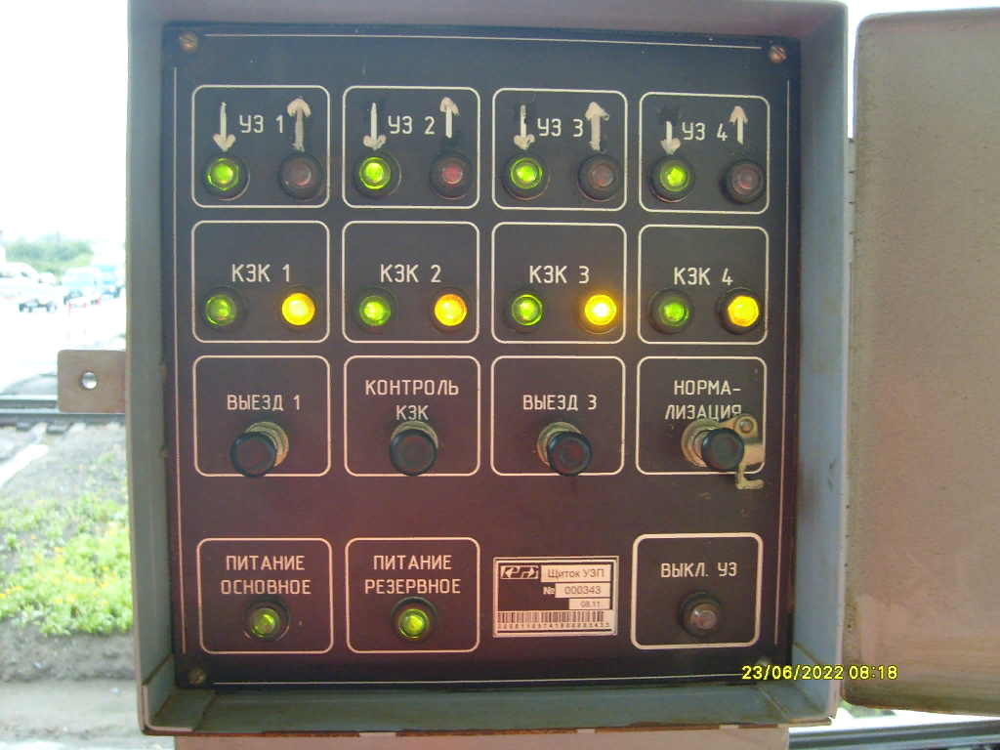 УЗ 1
УЗ 2
УЗ 3
УЗ 4
КЗК 1
КЗК 2
КЗК 3
КЗК 4
ВЫЕЗД 1
КОНТРОЛЬ
КЗК
ВЫЕЗД 3
НОРМА-
ЛИЗАЦИЯ
ПИТАНИЕ
ОСНОВНОЕ
ПИТАНИЕ
РЕЗЕРВНОЕ
Щиток УЗП
№ 000343
08.11
ВЫКЛ. УЗ
23/06/2022 08:18